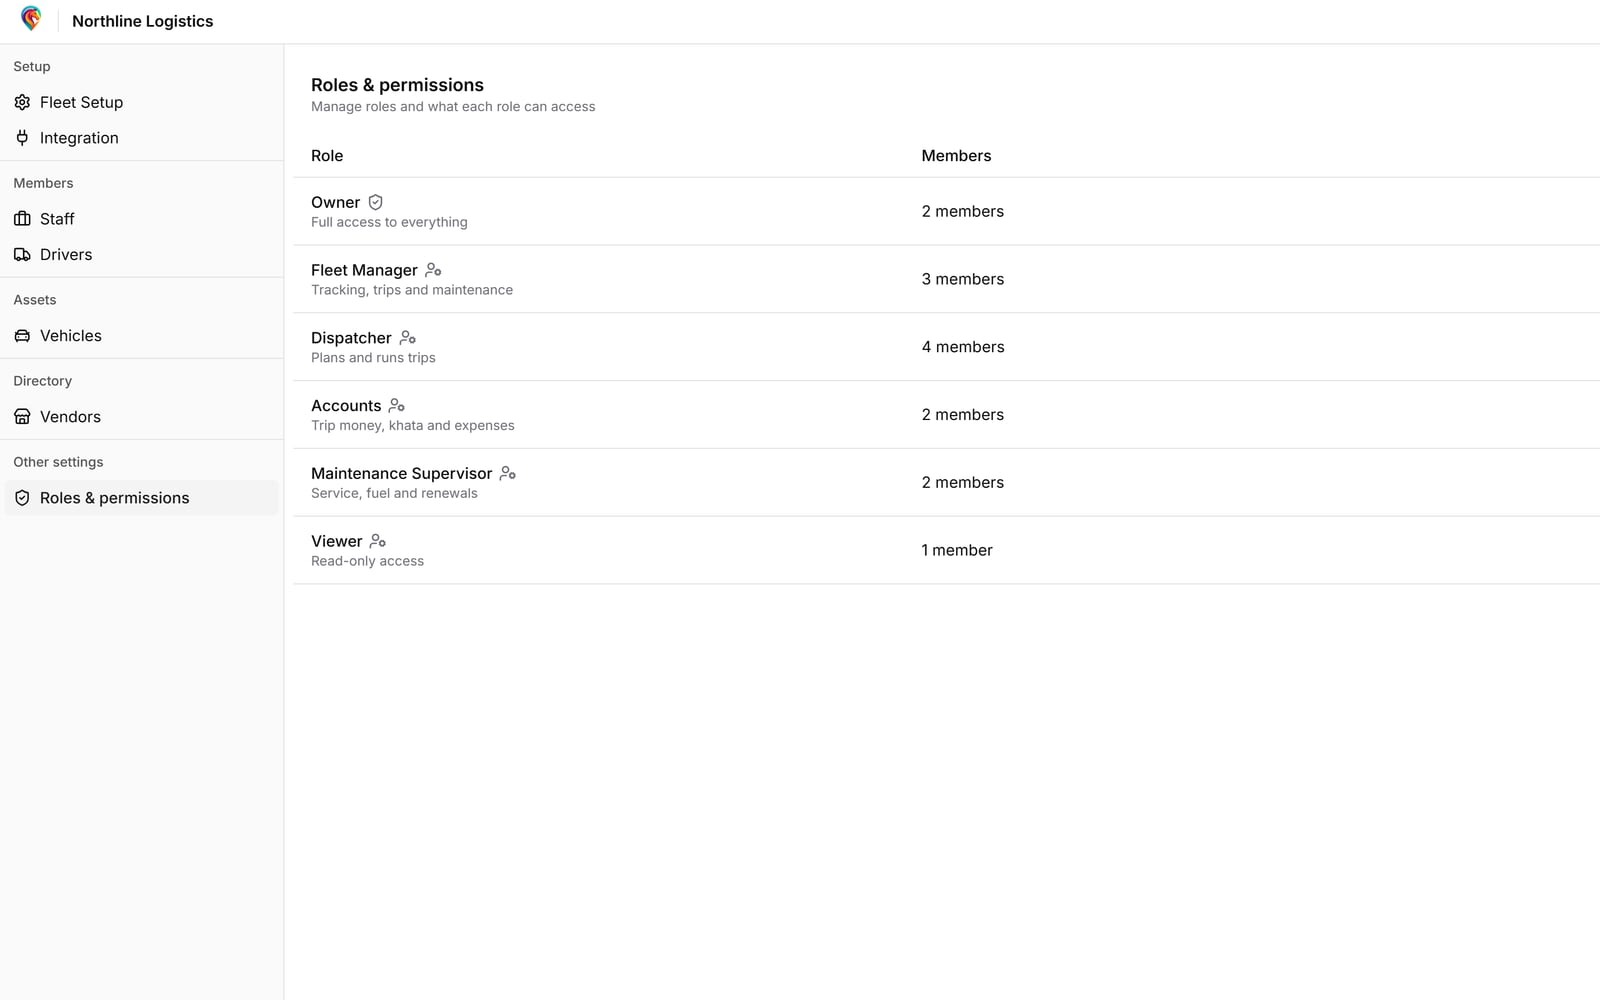 Northline Logistics
Setup
Fleet Setup
Integration
Members
Staff
Drivers
Assets
Vehicles
Directory
Vendors
Other settings
Roles & permissions
Roles & permissions
Manage roles and what each role can access
Role Members
Owner
Full access to everything
2 members
Fleet Manager
Tracking, trips and maintenance
3 members
Dispatcher
Plans and runs trips
4 members
Accounts
Trip money, khata and expenses
2 members
Maintenance Supervisor
Service, fuel and renewals
2 members
Viewer
Read-only access
1 member